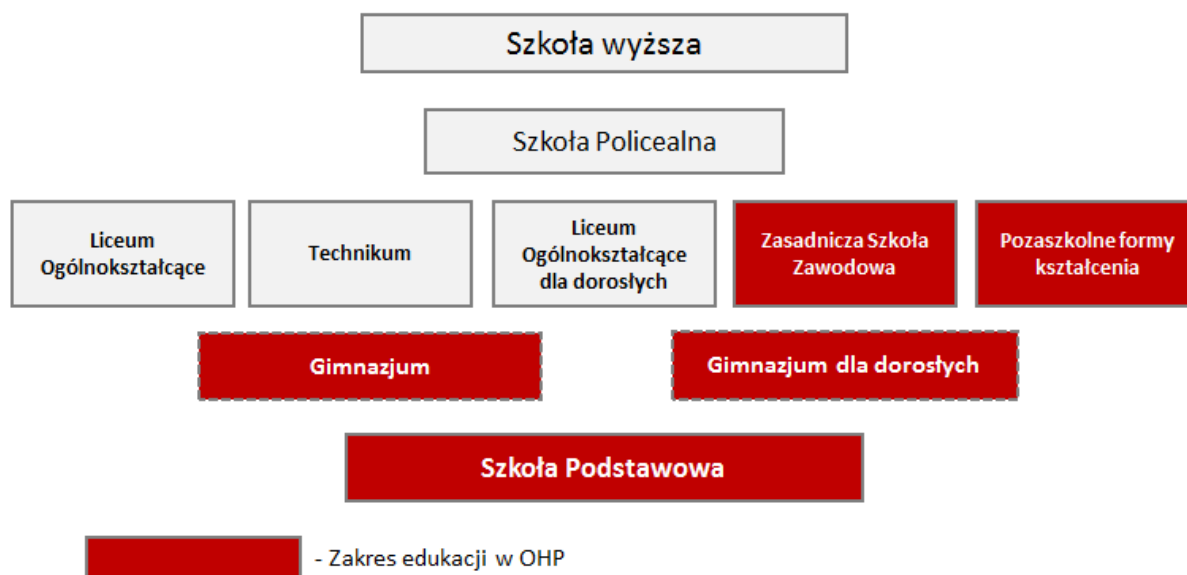 Szkoła wyższa
Szkoła Policealna
Liceum
Ogólnokształcące
Technikum
Liceum
Ogólnokształcące
dla dorosłych
Zasadnicza Szkoła
Zawodowa
Pozaszkolne formy
kształcenia
Gimnazjum
Gimnazjum dla dorosłych
Szkoła Podstawowa
- Zakres edukacji w OHP